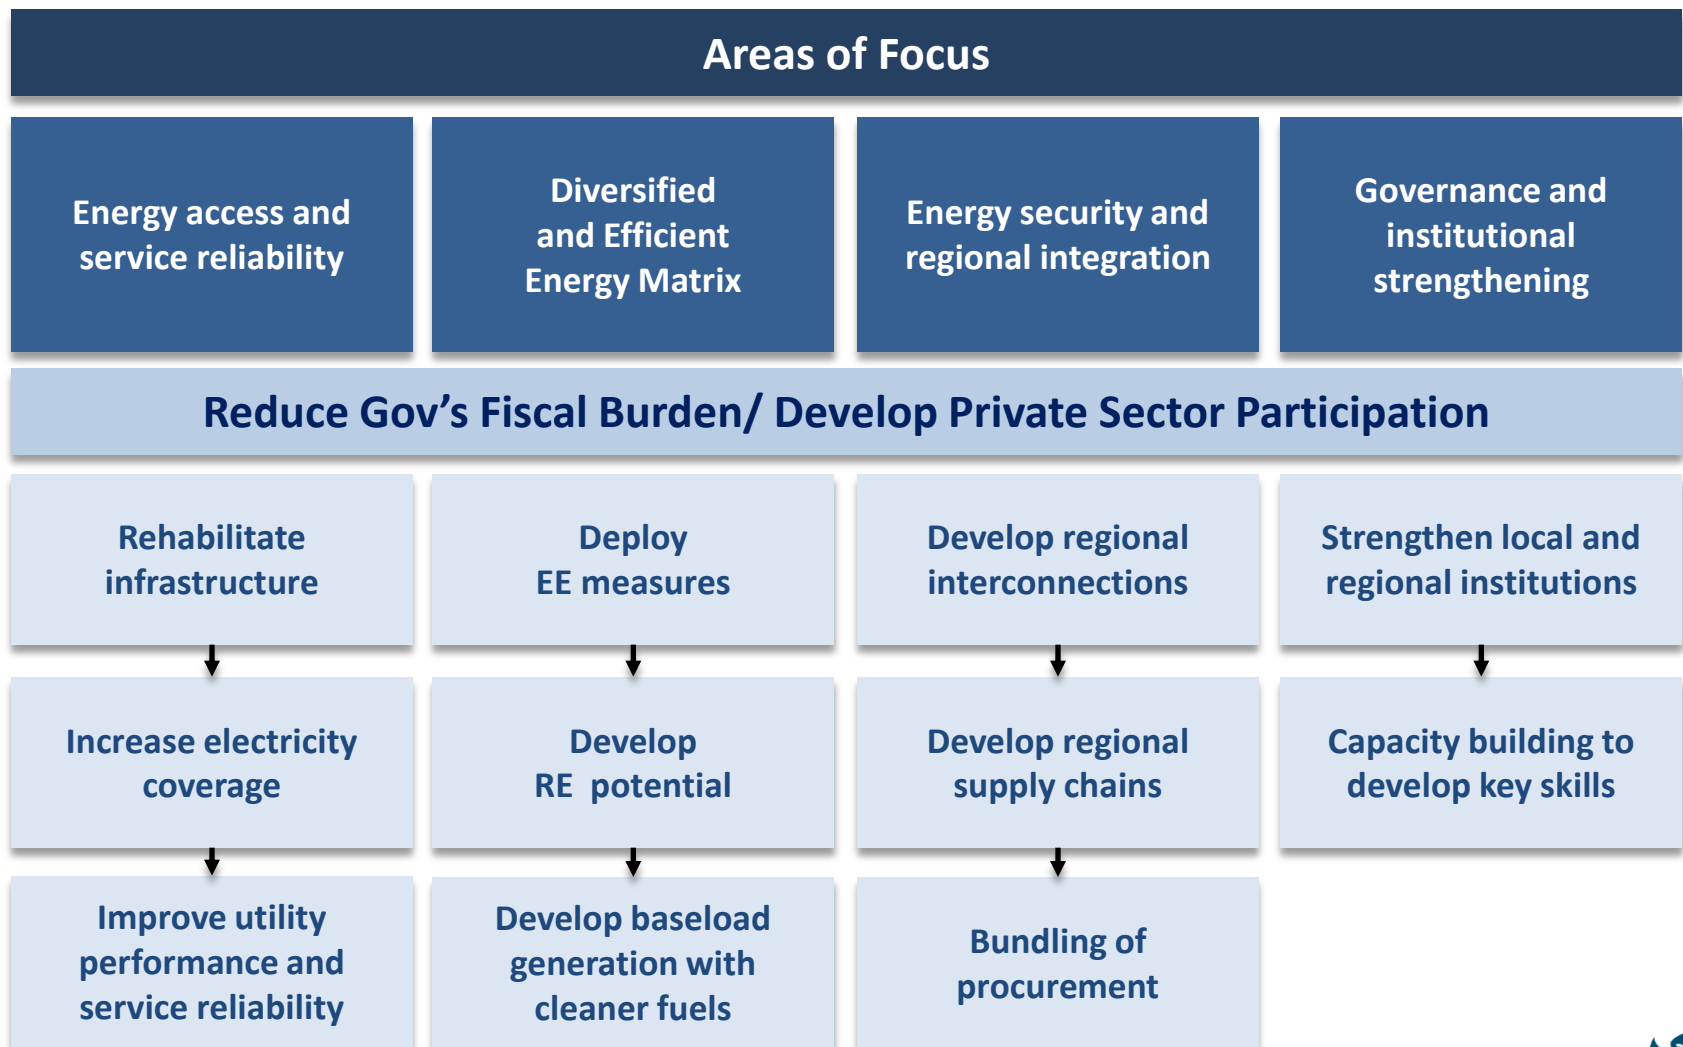 Areas of Focus
Energy access and
service reliability
Diversified
and Efficient
Energy Matrix
Energy security and
regional integration
Governance and
institutional
strengthening
Reduce Gov's Fiscal Burden/ Develop Private Sector Participation
Rehabilitate
infrastructure
Deploy
EE measures
Develop regional
interconnections
Strengthen local and
regional institutions
Increase electricity
coverage
Develop
RE  potential
Develop regional
supply chains
Capacity building to
develop key skills
Improve utility
performance and
service reliability
Develop baseload
generation with
cleaner fuels
Bundling of
procurement